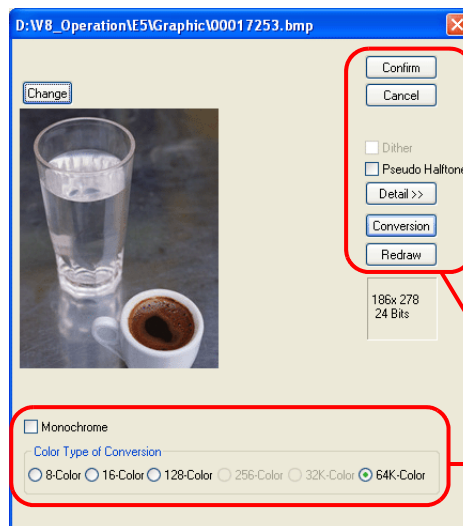 D:\V8_Operation\E5\Graphic\00017253.bmp
Confirm
Change
Cancel
Dither
Pseudo Halftone
Detail >>
Conversion
Redraw
186x 278
24 Bits
Monochrome
Color Type of Conversion
8-Color 16-Color 128-Color 256-Color 32K-Color 64K-Color